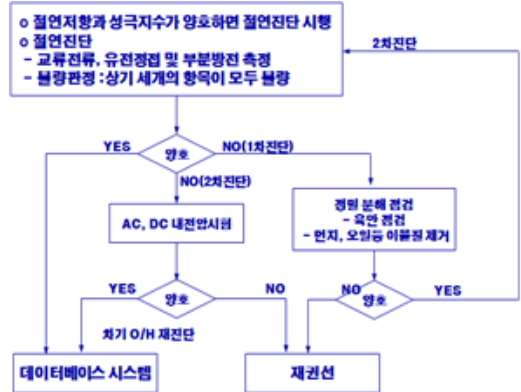 o 절연저항과 성극지수가 양호하면 절연진단 시행
o 절연진단
- 교류전류, 유전정접 및 부분방전 측정
- 불량판정 : 상기 세개의 항목이 모두 불량
2차진단
YES
양호
NO(1차진단)
NO(2차진단)
AC, DC 내전압시험
정밀 분해 점검
- 육안 점검
- 먼지, 오일등 이물질 제거
YES
양호
NO
NO
양호
YES
차기 O/H 재진단
데이터베이스 시스템
재권선